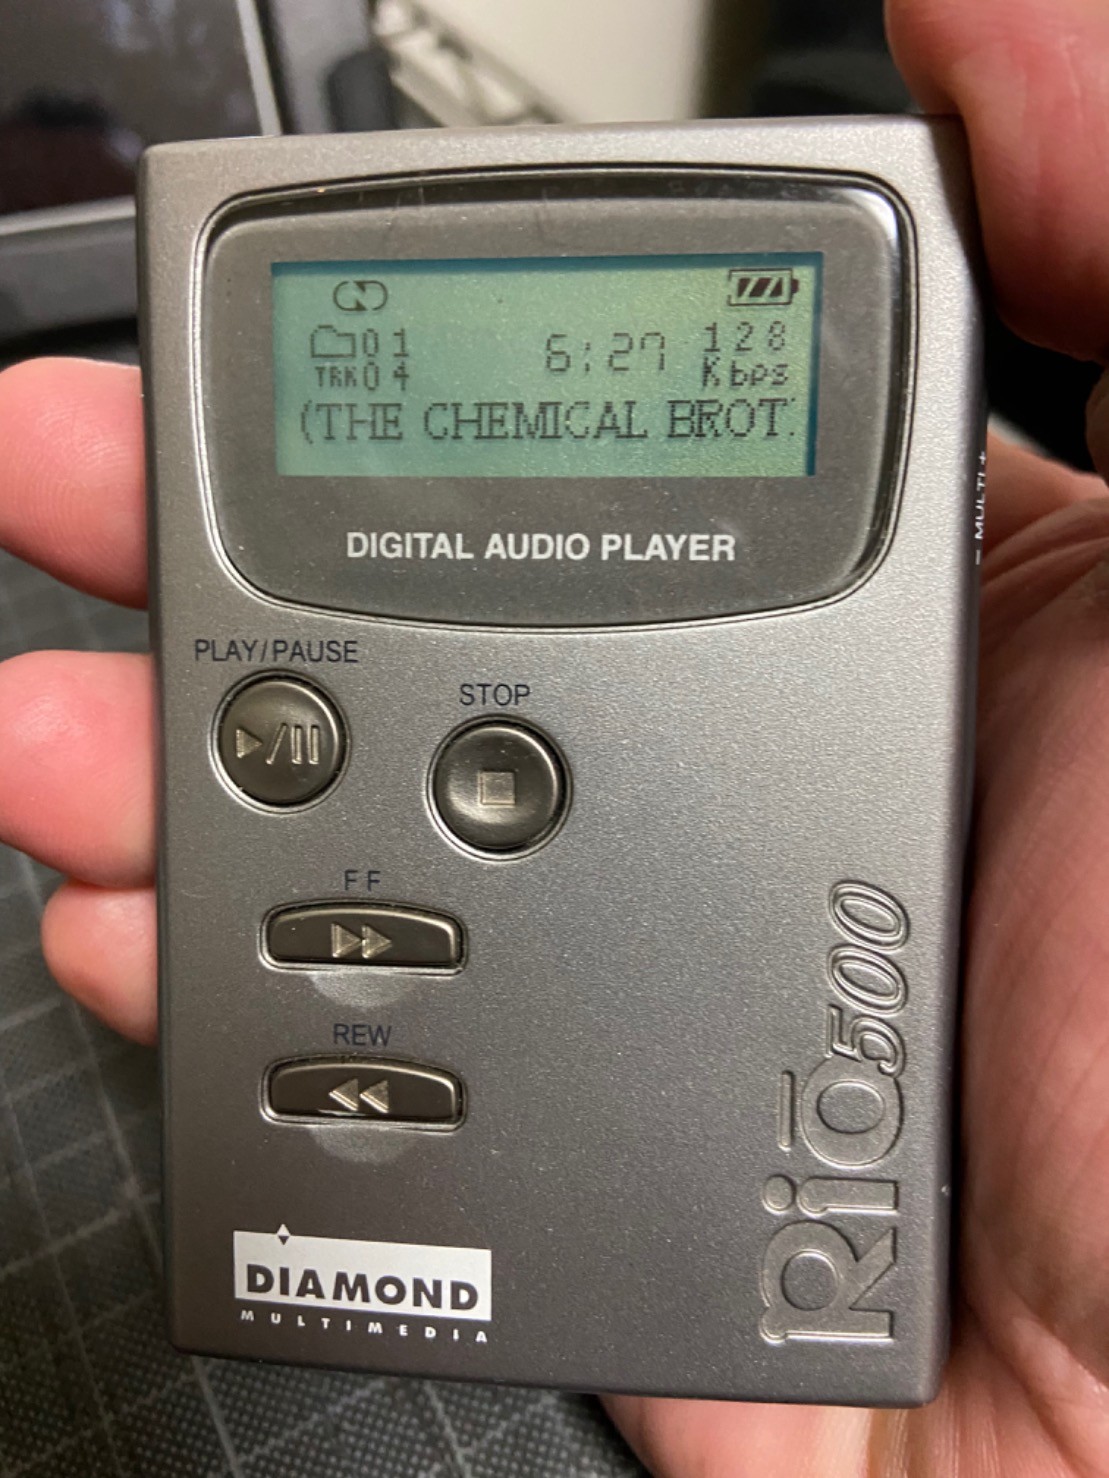 01
6:27
128
TRK04
Kbps
(THE CHEMICAL BROT
DIGITAL AUDIO PLAYER
- MULTI +
PLAY/PAUSE
STOP
FF
REW
Rio500
DIAMOND
MULTIMEDIA